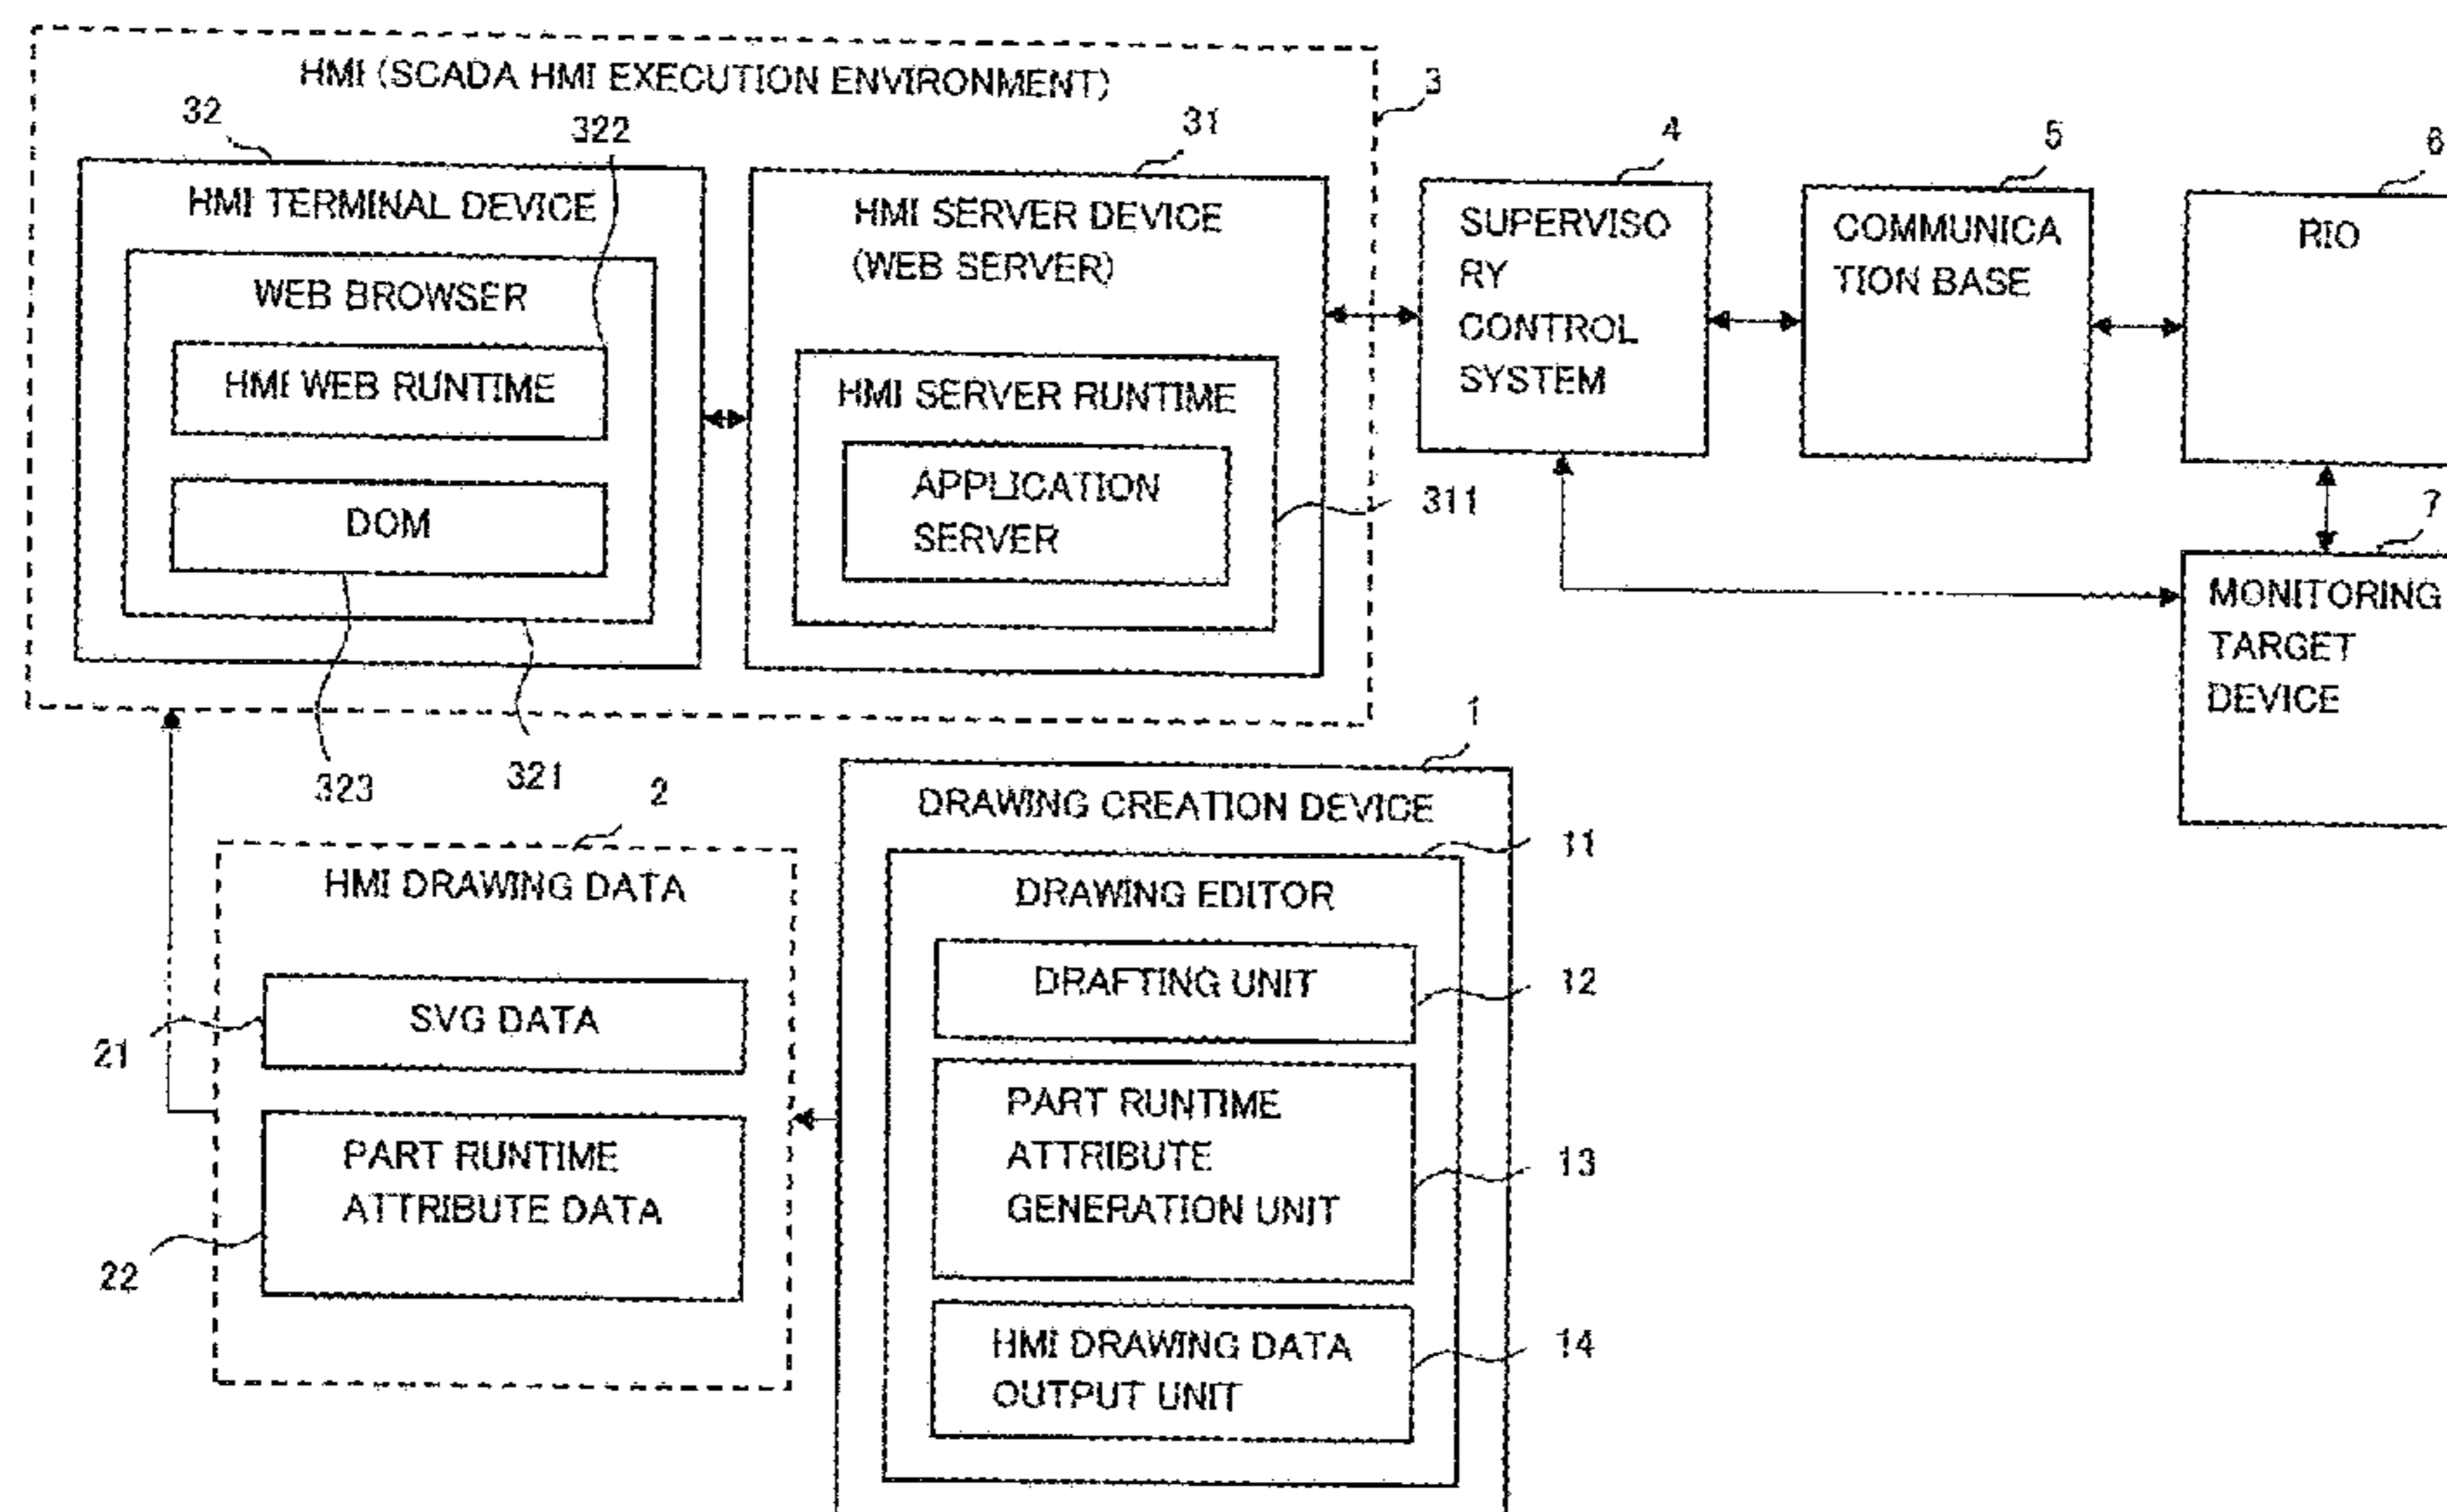 HMI (SCADA HMI EXECUTION ENVIRONMENT)
3
32
322
31
HMI TERMINAL DEVICE
WEB BROWSER
HMI WEB RUNTIME
DOM
323
321
HMI SERVER DEVICE
(WEB SERVER)
HMI SERVER RUNTIME
APPLICATION
SERVER
311
4
SUPERVISO
RY
CONTROL
SYSTEM
5
COMMUNICA
TION BASE
6
RIO
7
MONITORING
TARGET
DEVICE
2
HMI DRAWING DATA
SVG DATA
21
PART RUNTIME
ATTRIBUTE DATA
22
1
DRAWING CREATION DEVICE
11
DRAWING EDITOR
DRAFTING UNIT
12
PART RUNTIME
ATTRIBUTE
GENERATION UNIT
13
HMI DRAWING DATA
OUTPUT UNIT
14